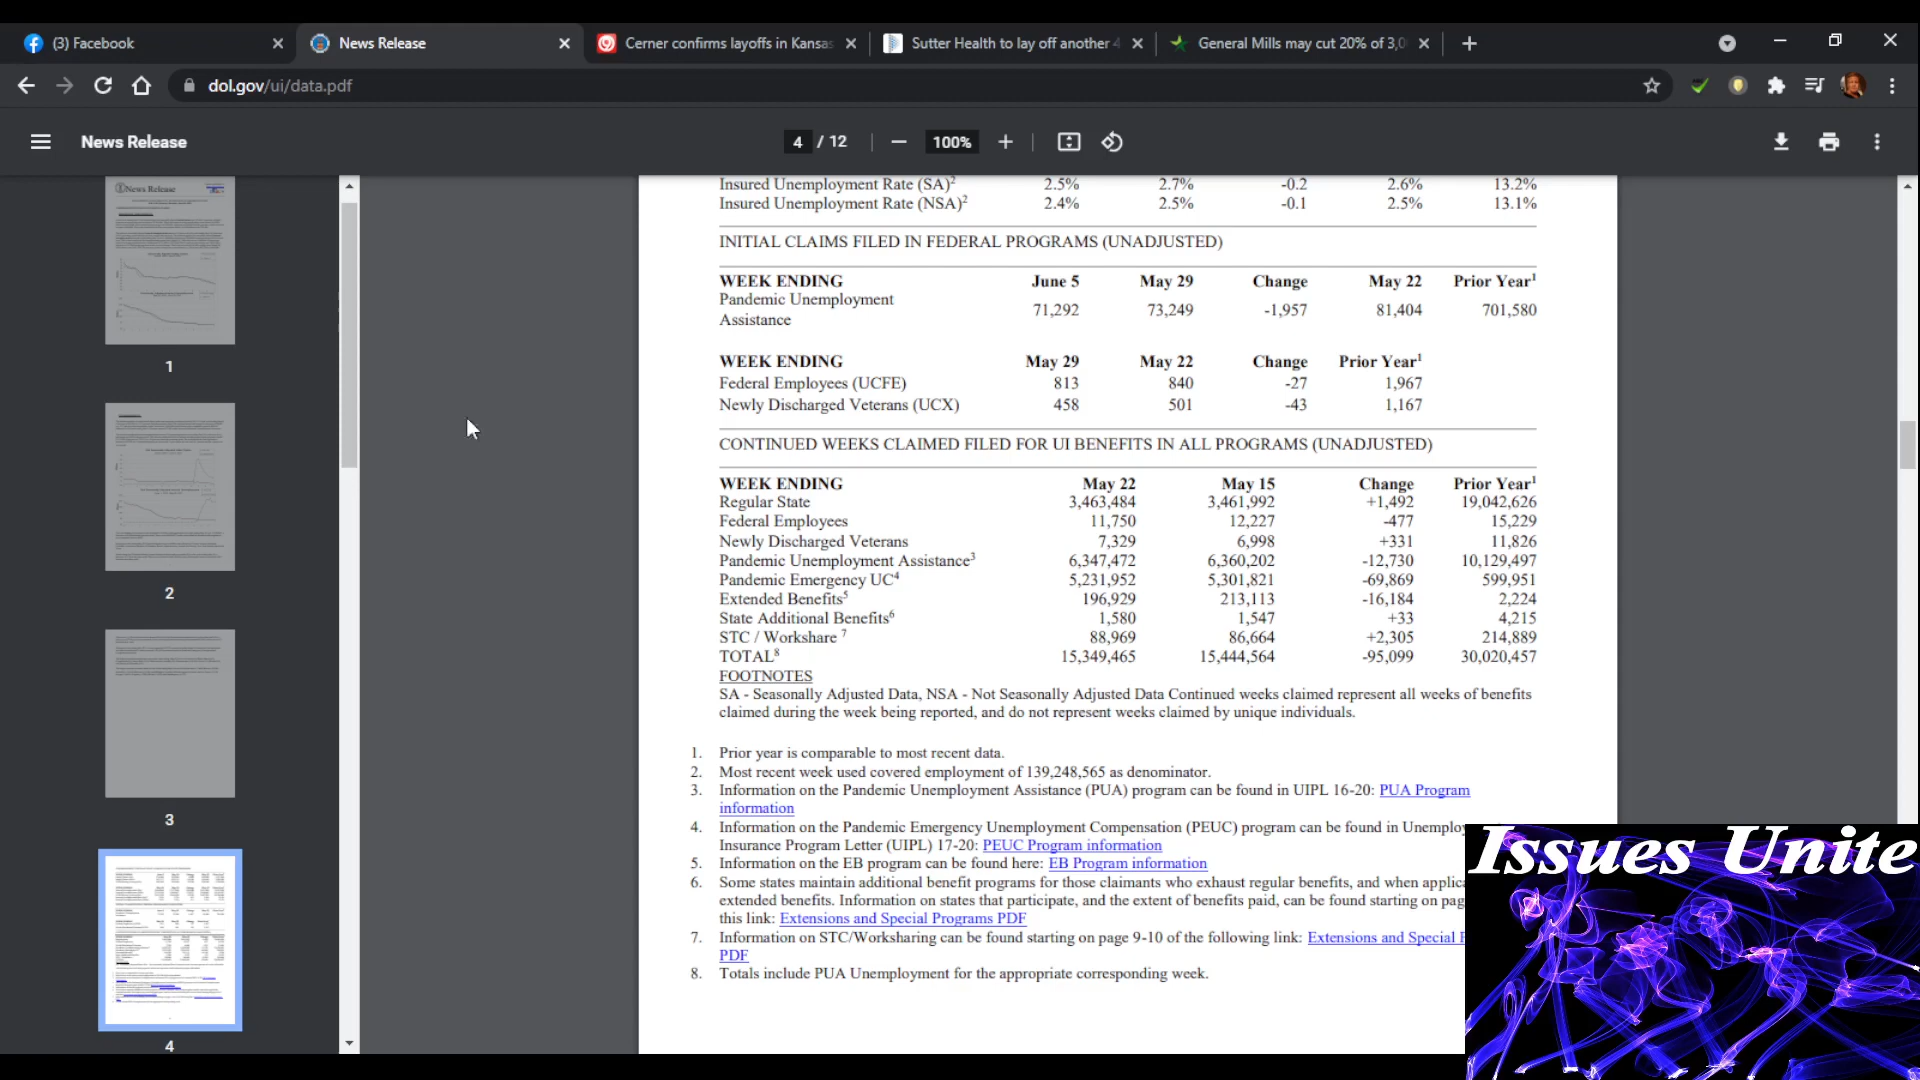 (3) Facebook
News Release
Cerner confirms layoffs in Kansas
Sutter Health to lay off another 4
General Mills may cut 20% of 3,0
dol.gov/ui/data.pdf
News Release
4 / 12
100%
1
2
3
4
Insured Unemployment Rate (SA)2 2.5% 2.7% -0.2 2.6% 13.2%
Insured Unemployment Rate (NSA)2 2.4% 2.5% -0.1 2.5% 13.1%
INITIAL CLAIMS FILED IN FEDERAL PROGRAMS (UNADJUSTED)
WEEK ENDING June 5 May 29 Change May 22 Prior Year1
Pandemic Unemployment
Assistance 71,292 73,249 -1,957 81,404 701,580
WEEK ENDING May 29 May 22 Change Prior Year1
Federal Employees (UCFE) 813 840 -27 1,967
Newly Discharged Veterans (UCX) 458 501 -43 1,167
CONTINUED WEEKS CLAIMED FILED FOR UI BENEFITS IN ALL PROGRAMS (UNADJUSTED)
WEEK ENDING May 22 May 15 Change Prior Year1
Regular State 3,463,484 3,461,992 +1,492 19,042,626
Federal Employees 11,750 12,227 -477 15,229
Newly Discharged Veterans 7,329 6,998 +331 11,826
Pandemic Unemployment Assistance3 6,347,472 6,360,202 -12,730 10,129,497
Pandemic Emergency UC4 5,231,952 5,301,821 -69,869 599,951
Extended Benefits5 196,929 213,113 -16,184 2,224
State Additional Benefits6 1,580 1,547 +33 4,215
STC / Workshare 7 88,969 86,664 +2,305 214,889
TOTAL8 15,349,465 15,444,564 -95,099 30,020,457
FOOTNOTES
SA - Seasonally Adjusted Data, NSA - Not Seasonally Adjusted Data Continued weeks claimed represent all weeks of benefits
claimed during the week being reported, and do not represent weeks claimed by unique individuals.
1. Prior year is comparable to most recent data.
2. Most recent week used covered employment of 139,248,565 as denominator.
3. Information on the Pandemic Unemployment Assistance (PUA) program can be found in UIPL 16-20: PUA Program
information
4. Information on the Pandemic Emergency Unemployment Compensation (PEUC) program can be found in Unemplo
Insurance Program Letter (UIPL) 17-20: PEUC Program information
5. Information on the EB program can be found here: EB Program information
6. Some states maintain additional benefit programs for those claimants who exhaust regular benefits, and when applica
extended benefits. Information on states that participate, and the extent of benefits paid, can be found starting on pag
this link: Extensions and Special Programs PDF
7. Information on STC/Worksharing can be found starting on page 9-10 of the following link: Extensions and Special
PDF
8. Totals include PUA Unemployment for the appropriate corresponding week.
Issues Unite